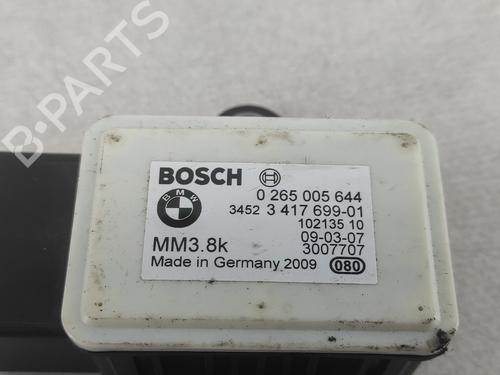 B-PARTS
BOSCH
BMW
0 265 005 644
3452 3 417 699-01
102135 10
09-03-07
3007707
MM3.8k
Made in Germany 2009 080